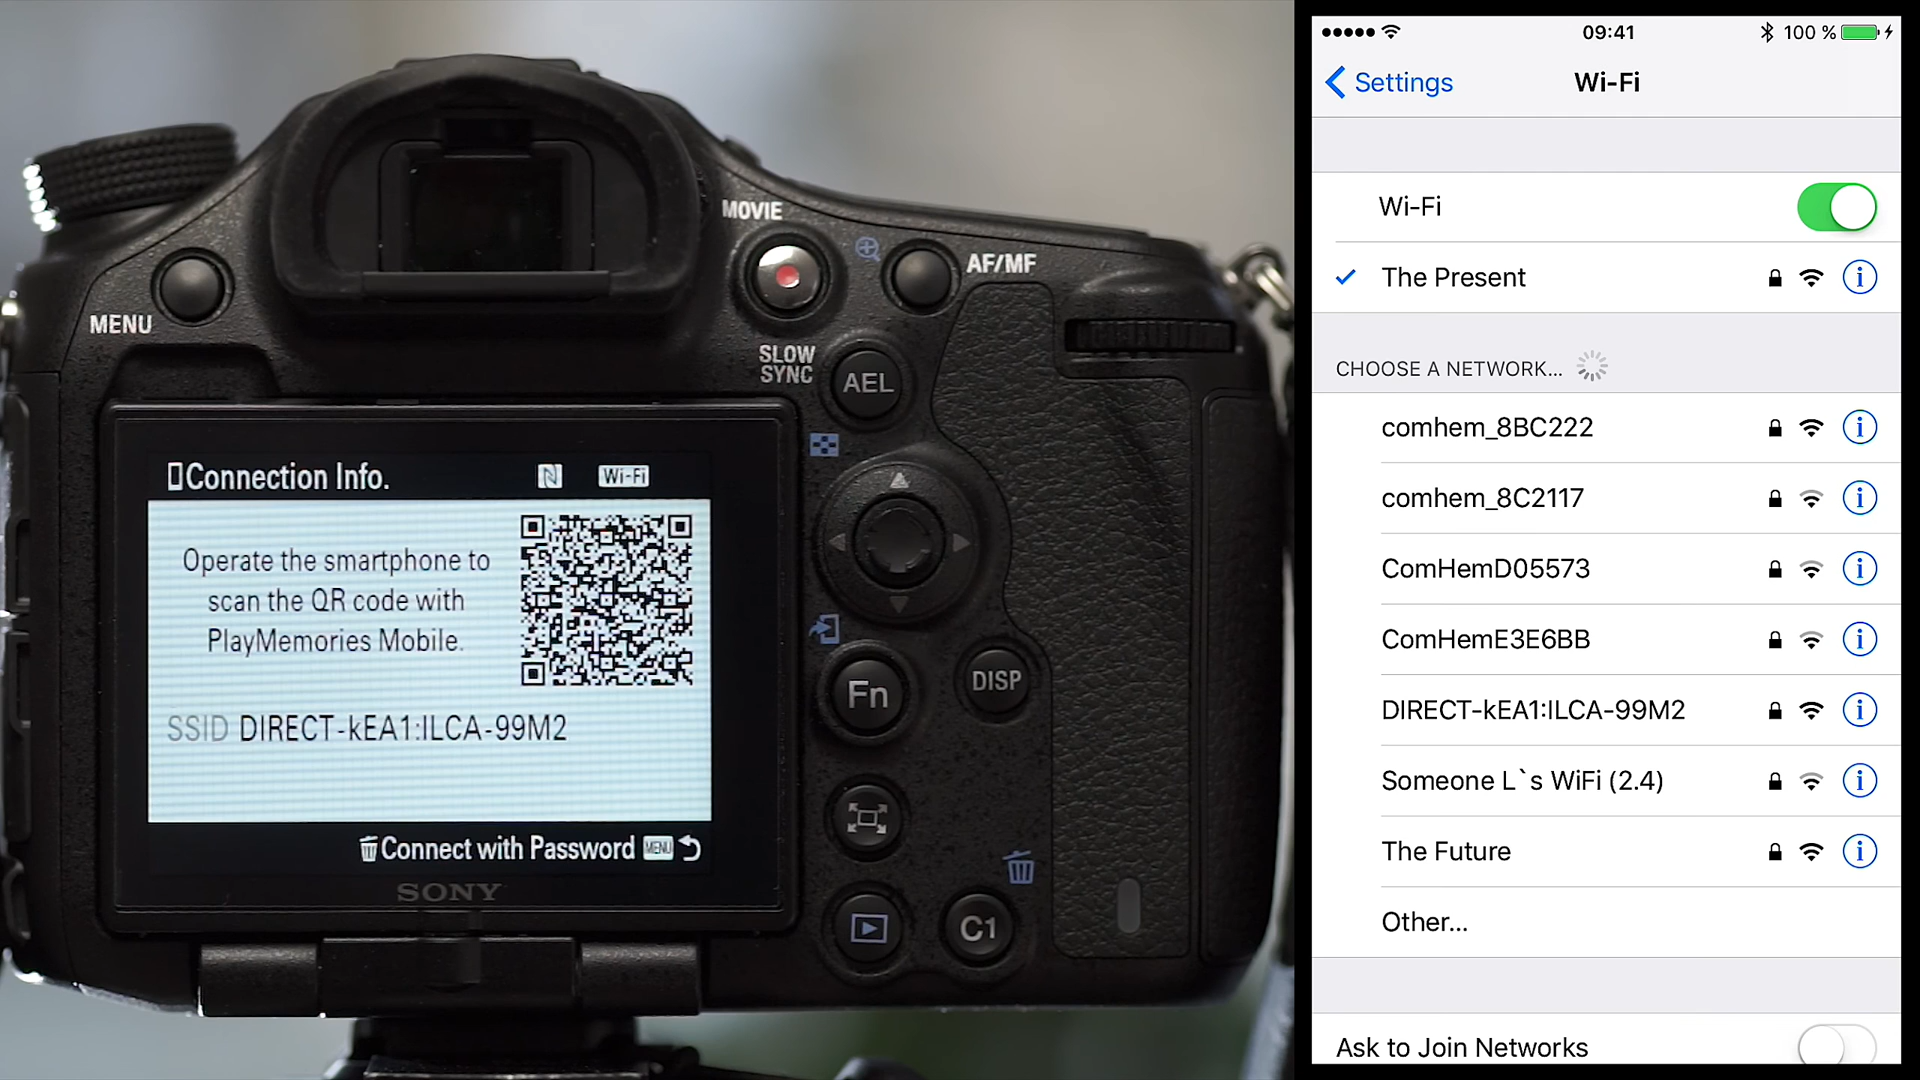 MOVIE
AF/MF
MENU
SLOW
SYNC
AEL
Connection Info.
Wi-Fi
Operate the smartphone to
scan the QR code with
PlayMemories Mobile.
SSID DIRECT-kEA1:ILCA-99M2
Connect with Password MENU
SONY
Fn
DISP
C1
09:41
100 %
Settings
Wi-Fi
Wi-Fi
The Present
CHOOSE A NETWORK...
comhem_8BC222
comhem_8C2117
ComHemD05573
ComHemE3E6BB
DIRECT-kEA1:ILCA-99M2
Someone L`s WiFi (2.4)
The Future
Other...
Ask to Join Networks